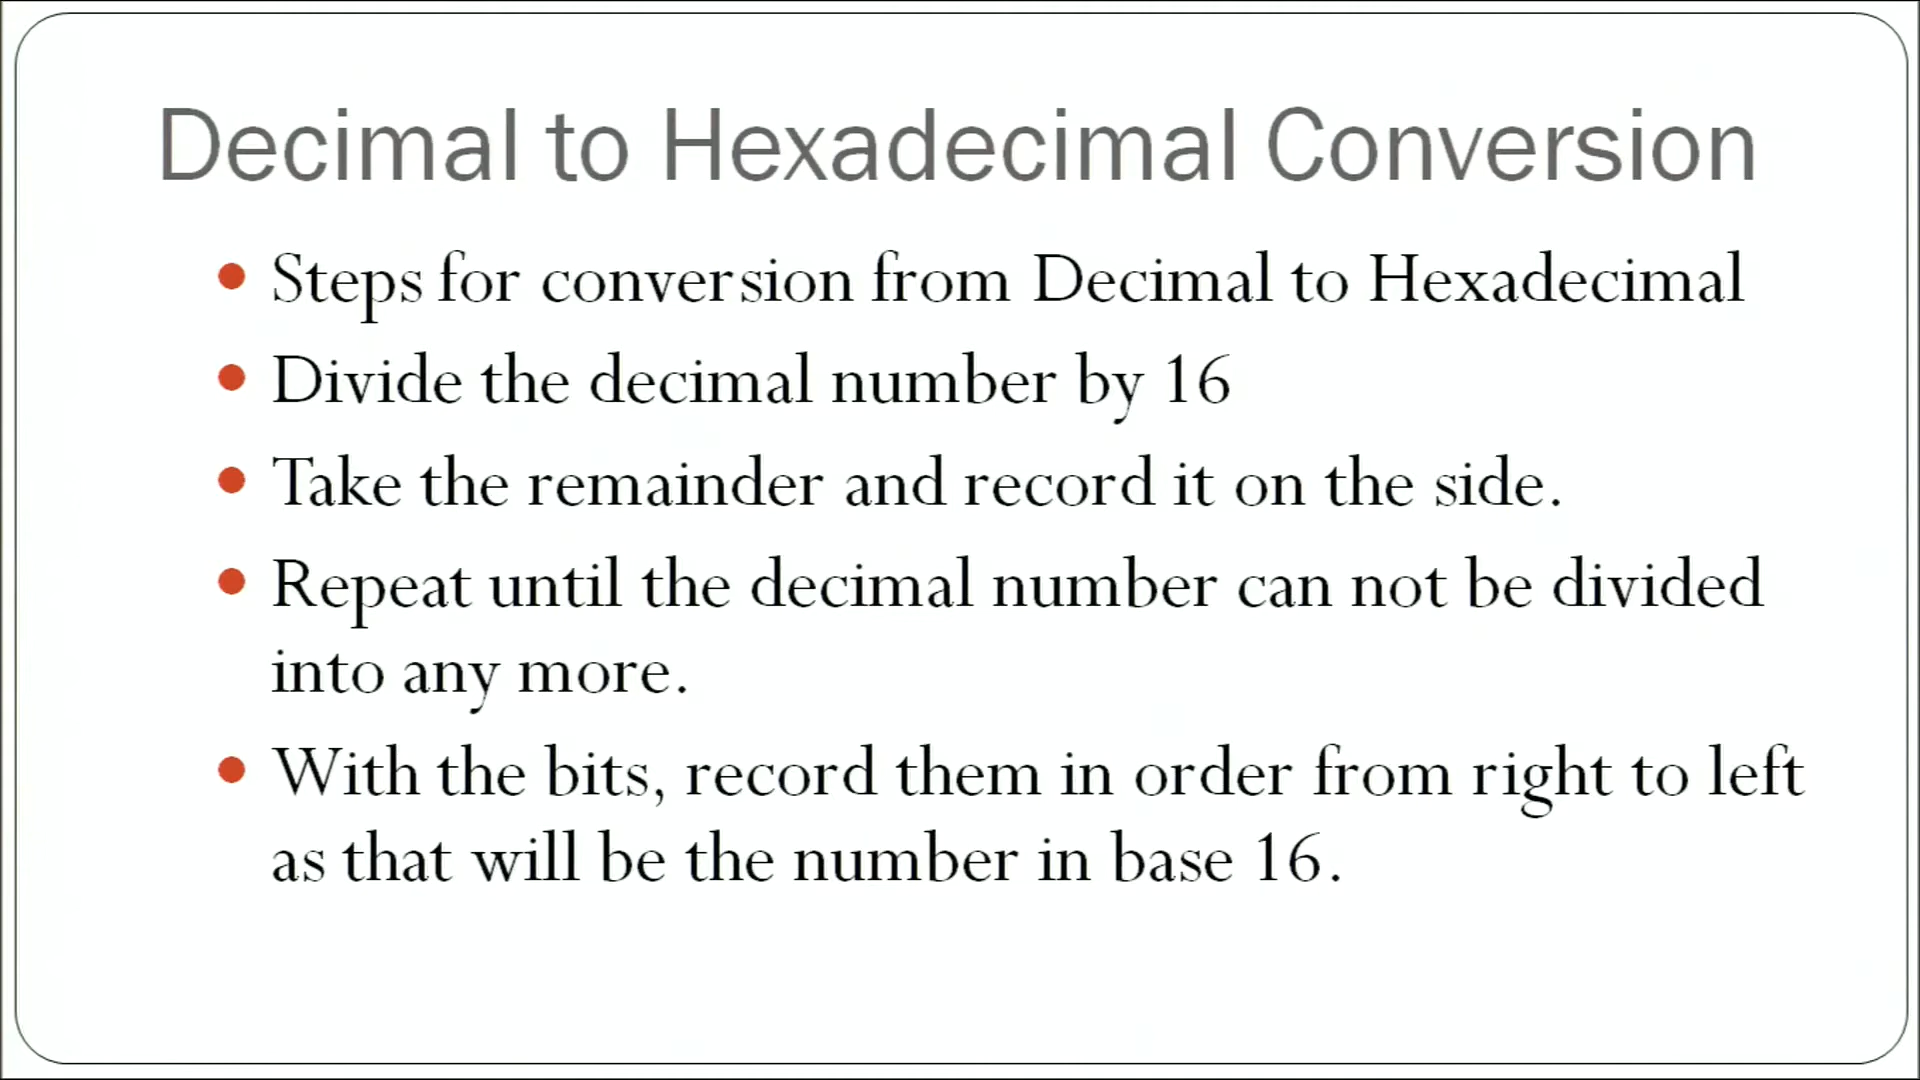 Decimal to Hexadecimal Conversion
Steps for conversion from Decimal to Hexadecimal
Divide the decimal number by 16
Take the remainder and record it on the side.
Repeat until the decimal number can not be divided
into any more.
With the bits, record them in order from right to left
as that will be the number in base 16.